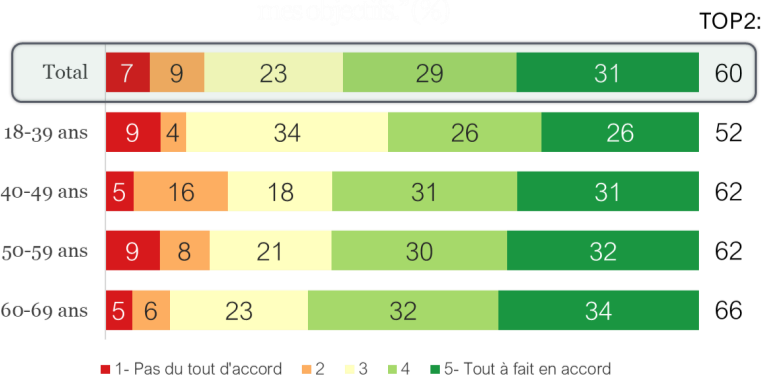 TOP2:
Total 7 9 23 29 31 60
18-39 ans 9 4 34 26 26 52
40-49 ans 5 16 18 31 31 62
50-59 ans 9 8 21 30 32 62
60-69 ans 5 6 23 32 34 66
1- Pas du tout d'accord 2 3 4 5- Tout à fait en accord